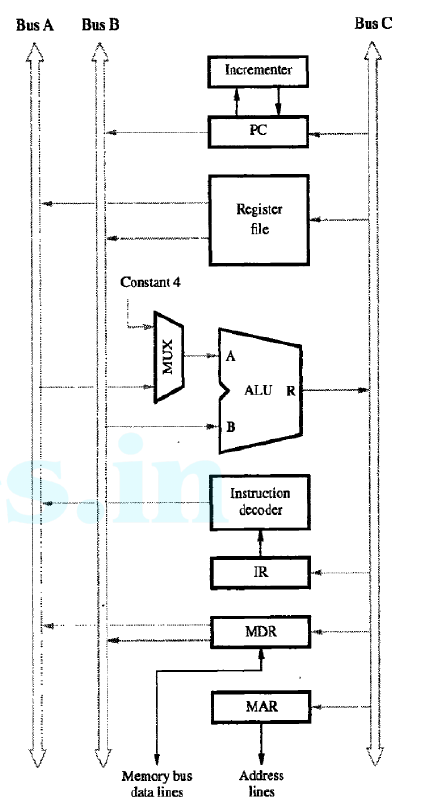 Bus A
Bus B
Bus C
Incrementer
PC
Register
file
Constant 4
MUX
A
ALU
R
B
s.in
Instruction
decoder
IR
MDR
MAR
Memory bus
data lines
Address
lines